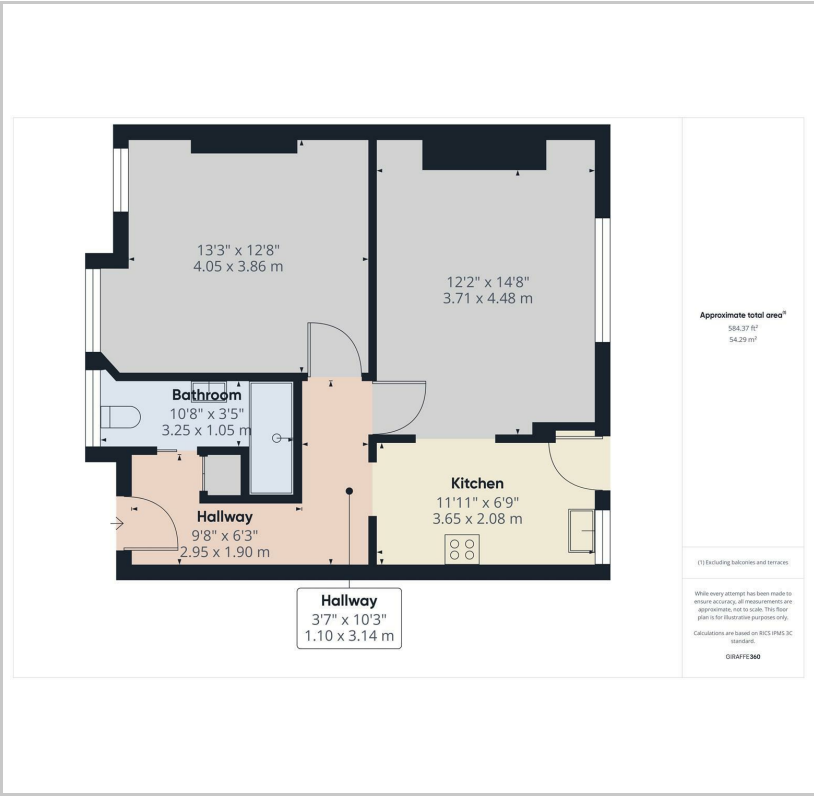 13'3" x 12'8"
4.05 x 3.86 m
12'2" x 14'8"
3.71 x 4.48 m
Bathroom
10'8" x 3'5"
3.25 x 1.05 m
Kitchen
11'11" x 6'9"
3.65 x 2.08 m
Hallway
9'8" x 6'3"
2.95 x 1.90 m
Hallway
3'7" x 10'3"
1.10 x 3.14 m
Approximate total area(1)
584.37 ft²
54.29 m²
(1) Excluding balconies and terraces
While every attempt has been made to
ensure accuracy, all measurements are
approximate, not to scale. This floor
plan is for illustrative purposes only.
Calculations are based on RICS IPMS 3C
standard.
GIRAFFE360